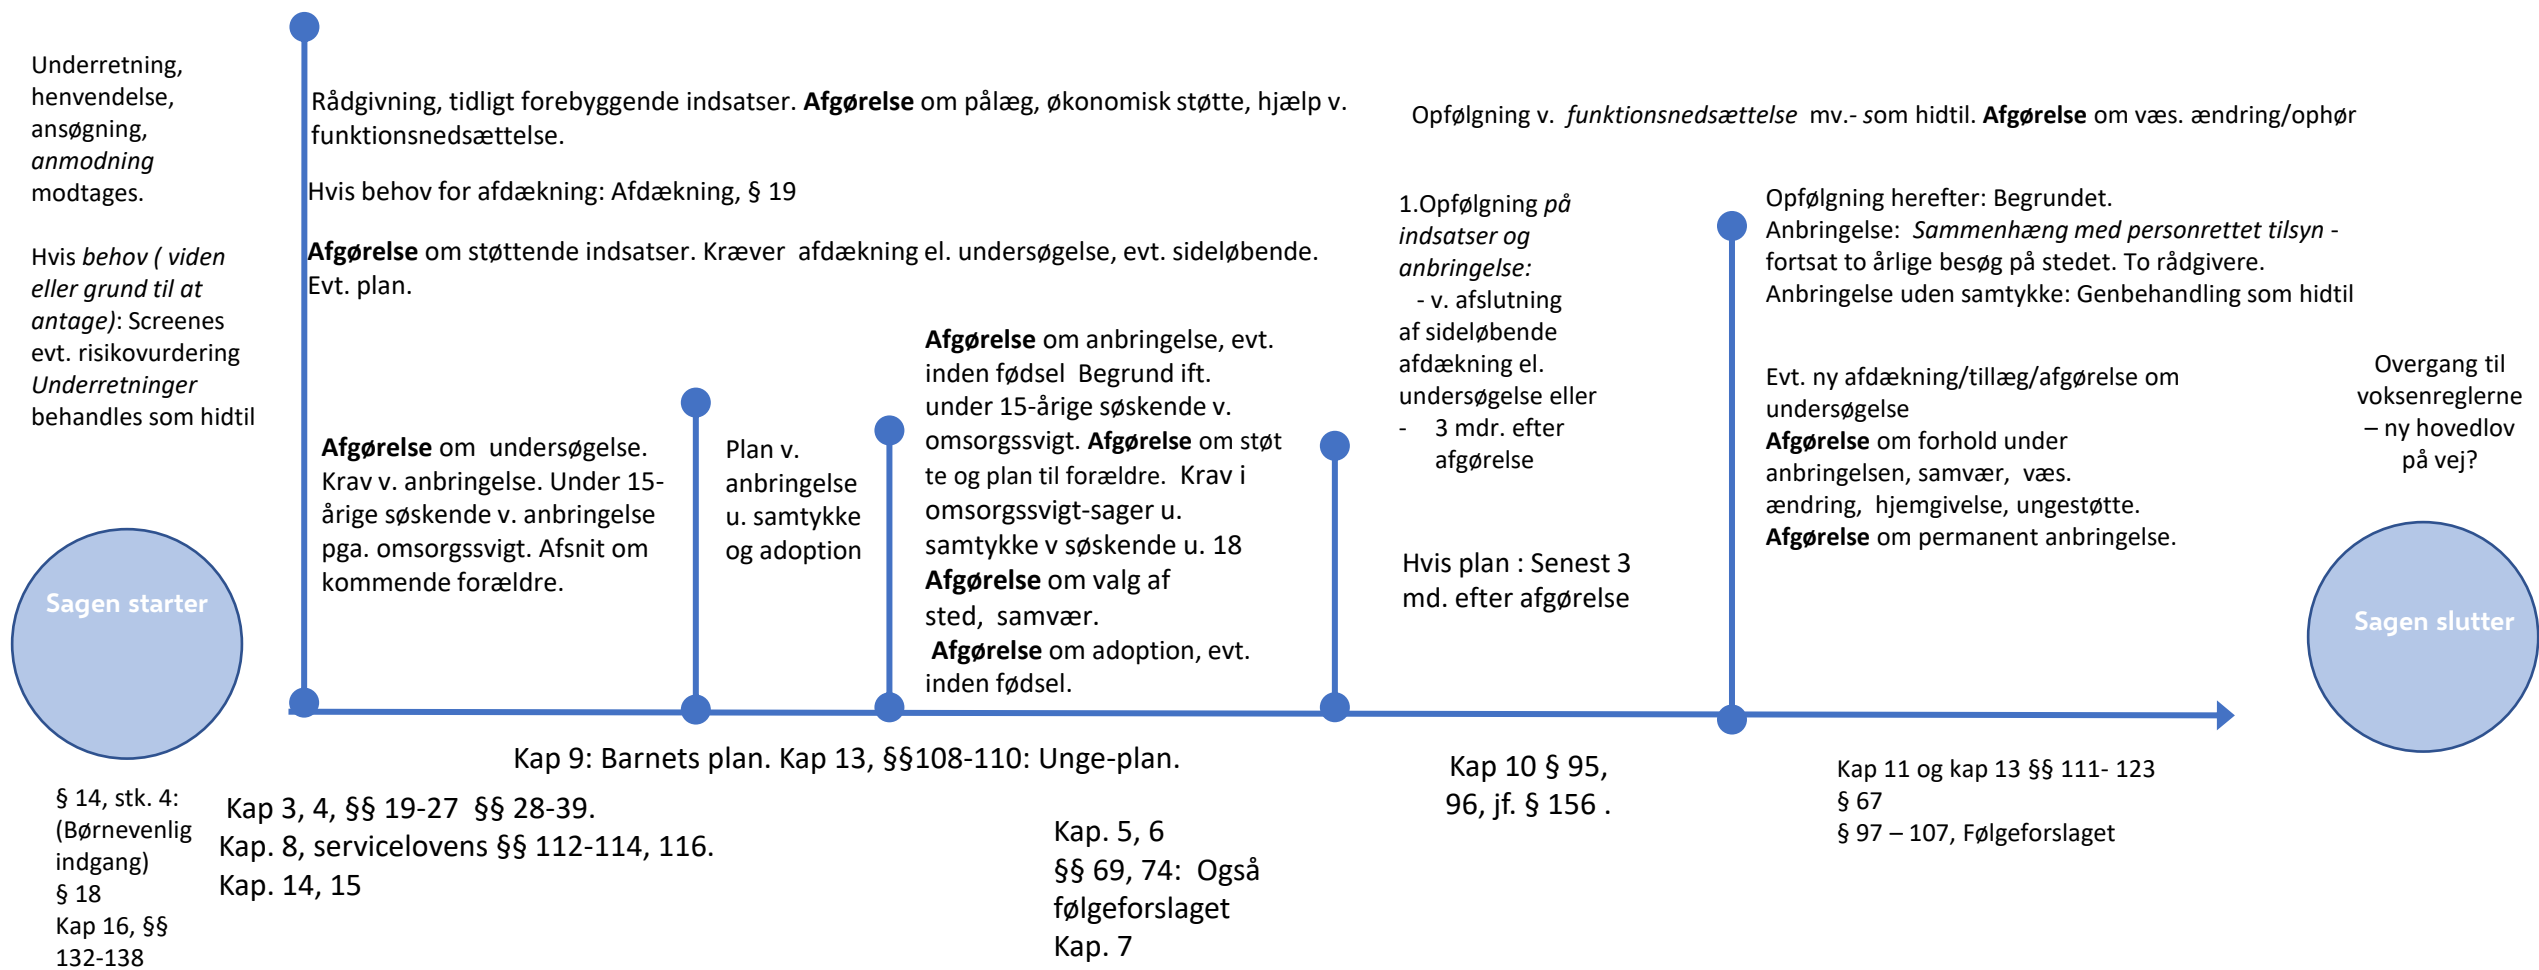 Underretning,
henvendelse,
ansøgning,
anmodning
modtages.
Hvis behov ( viden
eller grund til at
antage): Screenes
evt. risikovurdering
Underretninger
behandles som hidtil
Sagen starter
§ 14, stk. 4:
(Børnevenlig
indgang)
§ 18
Kap 16, §§
132-138
Rådgivning, tidligt forebyggende indsatser. Afgørelse om pålæg, økonomisk støtte, hjælp v.
funktionsnedsættelse.
Hvis behov for afdækning: Afdækning, § 19
Afgørelse om støttende indsatser. Kræver afdækning el. undersøgelse, evt. sideløbende.
Evt. plan.
Afgørelse om undersøgelse.
Krav v. anbringelse. Under 15-
årige søskende v. anbringelse
pga. omsorgssvigt. Afsnit om
kommende forældre.
Plan v.
anbringelse
u. samtykke
og adoption
Afgørelse om anbringelse, evt.
inden fødsel Begrund ift.
under 15-årige søskende v.
omsorgssvigt. Afgørelse om støt
te og plan til forældre. Krav i
omsorgssvigt-sager u.
samtykke v søskende u. 18
Afgørelse om valg af
sted, samvær.
Afgørelse om adoption, evt.
inden fødsel.
Kap 9: Barnets plan. Kap 13, §§108-110: Unge-plan.
Kap 3, 4, §§ 19-27 §§ 28-39.
Kap. 8, servicelovens §§ 112-114, 116.
Kap. 14, 15
Kap. 5, 6
§§ 69, 74: Også
følgeforslaget
Kap. 7
Opfølgning v. funktionsnedsættelse mv.- som hidtil. Afgørelse om væs. ændring/ophør
1.Opfølgning på
indsatser og
anbringelse:
- v. afslutning
af sideløbende
afdækning el.
undersøgelse eller
- 3 mdr. efter
afgørelse
Hvis plan : Senest 3
md. efter afgørelse
Kap 10 § 95,
96, jf. § 156 .
Opfølgning herefter: Begrundet.
Anbringelse: Sammenhæng med personrettet tilsyn -
fortsat to årlige besøg på stedet. To rådgivere.
Anbringelse uden samtykke: Genbehandling som hidtil
Evt. ny afdækning/tillæg/afgørelse om
undersøgelse
Afgørelse om forhold under
anbringelsen, samvær, væs.
ændring, hjemgivelse, ungestøtte.
Afgørelse om permanent anbringelse.
Kap 11 og kap 13 §§ 111- 123
§ 67
§ 97 – 107, Følgeforslaget
Overgang til
voksenreglerne
– ny hovedlov
på vej?
Sagen slutter